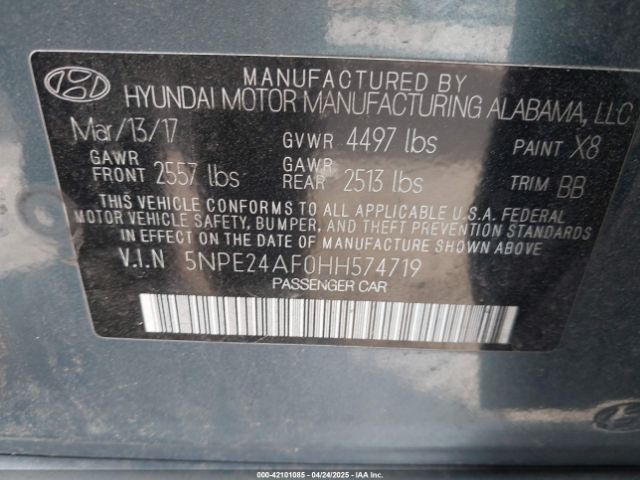 MANUFACTURED BY
HYUNDAI MOTOR MANUFACTURING ALABAMA, LLC
Mar/13/17 GVWR 4497 lbs PAINT X8
GAWR FRONT 2557 lbs GAWR REAR 2513 lbs TRIM BB
THIS VEHICLE CONFORMS TO ALL APPLICABLE U.S.A. FEDERAL
MOTOR VEHICLE SAFETY, BUMPER, AND THEFT PREVENTION STANDARDS
IN EFFECT ON THE DATE OF MANUFACTURE SHOWN ABOVE.
V.I.N 5NPE24AF0HH574719
PASSENGER CAR
IAA-42101085 - 04/24/2025 - IAAI.COM